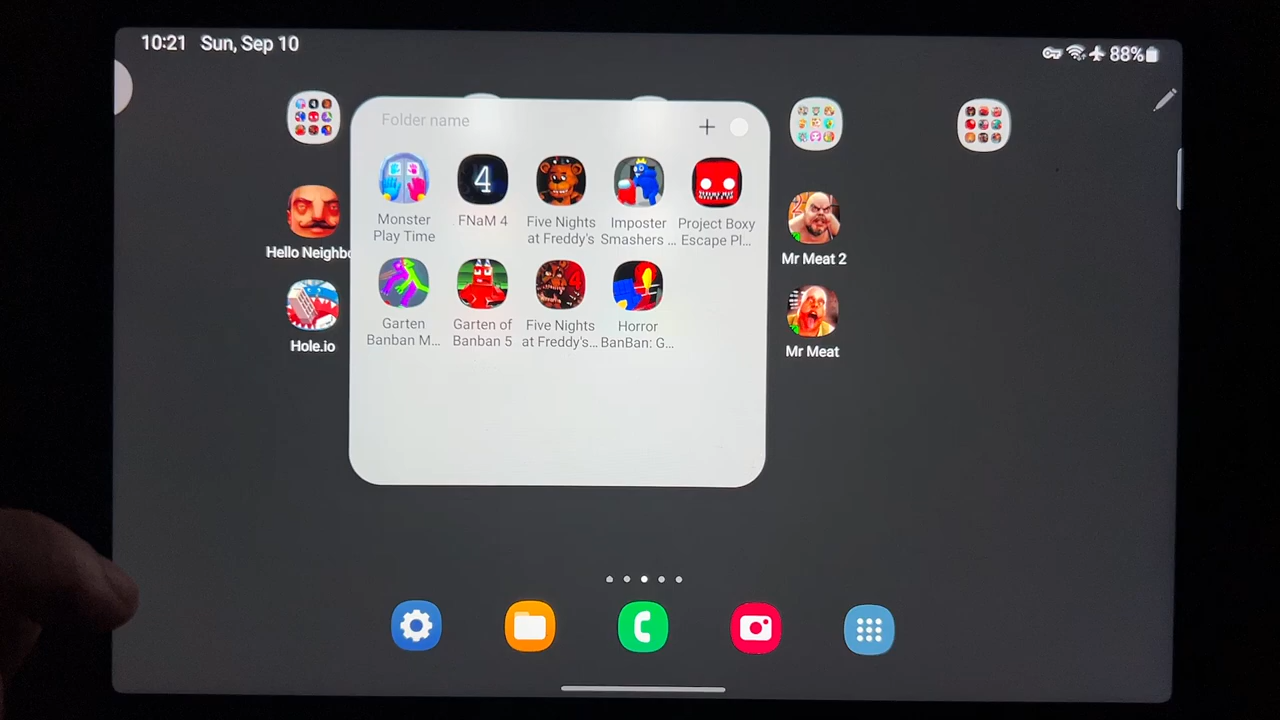 10:21 Sun, Sep 10
88%
Folder name
Monster
Play Time
FNaM 4
4
Five Nights
at Freddy's
Imposter
Smashers ...
Project Boxy
Escape Pl...
Hello Neighbo
Mr Meat 2
Garten
Banban M...
Garten of
Banban 5
Five Nights
at Freddy's...
Horror
BanBan: G...
Hole.io
Mr Meat